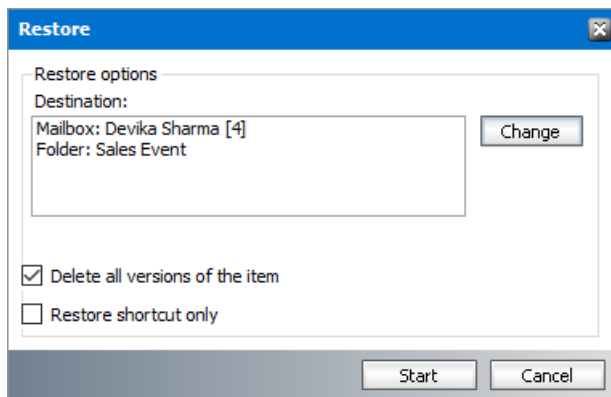 Restore
Restore options
Destination:
Mailbox: Devika Sharma [4]
Folder: Sales Event
Change
Delete all versions of the item
Restore shortcut only
Start
Cancel